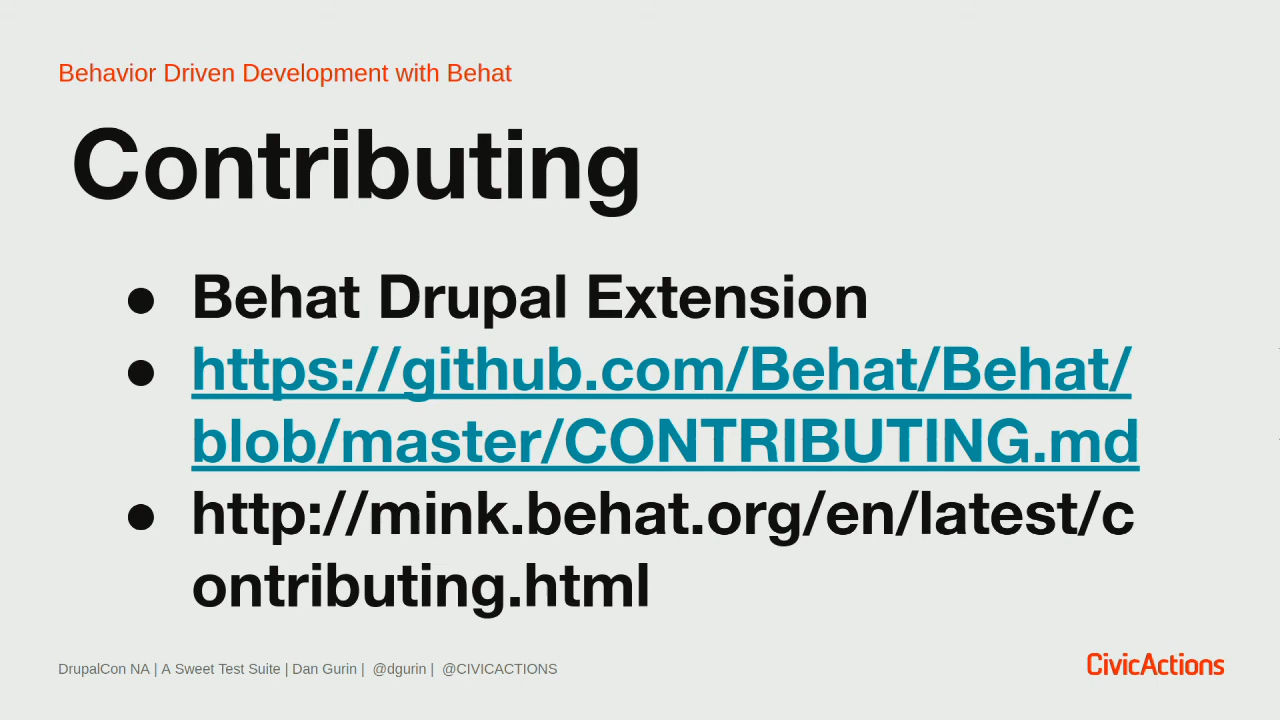 Behavior Driven Development with Behat
Contributing
● Behat Drupal Extension
● https://github.com/Behat/Behat/
blob/master/CONTRIBUTING.md
● http://mink.behat.org/en/latest/c
ontributing.html
DrupalCon NA | A Sweet Test Suite | Dan Gurin | @dgurin | @CIVICACTIONS
CivicActions